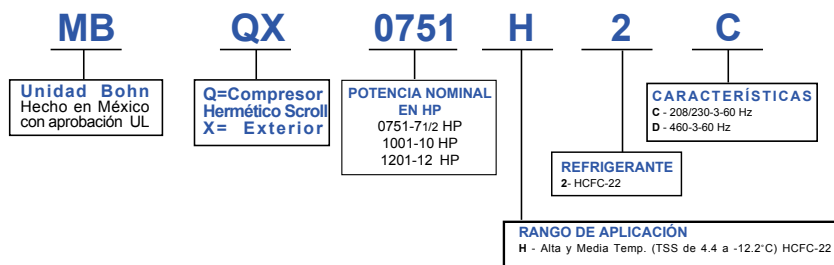 MB QX 0751 H 2 C
Unidad Bohn
Hecho en México
con aprobación UL
Q=Compresor
Hermético Scroll
X= Exterior
POTENCIA NOMINAL
EN HP
0751-71/2 HP
1001-10 HP
1201-12 HP
CARACTERÍSTICAS
C - 208/230-3-60 Hz
D - 460-3-60 Hz
REFRIGERANTE
2- HCFC-22
RANGO DE APLICACIÓN
H - Alta y Media Temp. (TSS de 4.4 a -12.2°C) HCFC-22